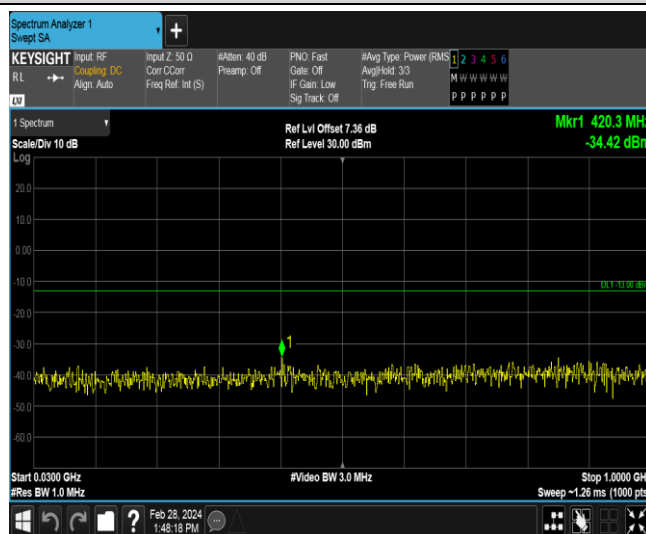 Spectrum Analyzer 1
Swept SA
+
KEYSIGHT Input: RF Input Z: 50 Ω #Atten: 40 dB PNO: Fast #Avg Type: Power (RMS 1 2 3 4 5 6
RL Coupling: DC Corr CCorr Preamp: Off Gate: Off Avg|Hold: 3/3 M W W W W W
Align: Auto Freq Ref: Int (S) IF Gain: Low Trig: Free Run
Sig Track: Off P P P P P P
LXI
1 Spectrum Ref Lvl Offset 7.36 dB Mkr1 420.3 MHz
Scale/Div 10 dB Ref Level 30.00 dBm -34.42 dBm
Log
20.0
10.0
0.00
-10.0
DL1 -13.00 dBm
-20.0
-30.0
1
-40.0
-50.0
-60.0
Start 0.0300 GHz #Video BW 3.0 MHz Stop 1.0000 GHz
#Res BW 1.0 MHz Sweep ~1.26 ms (1000 pts
? Feb 28, 2024
1:48:18 PM